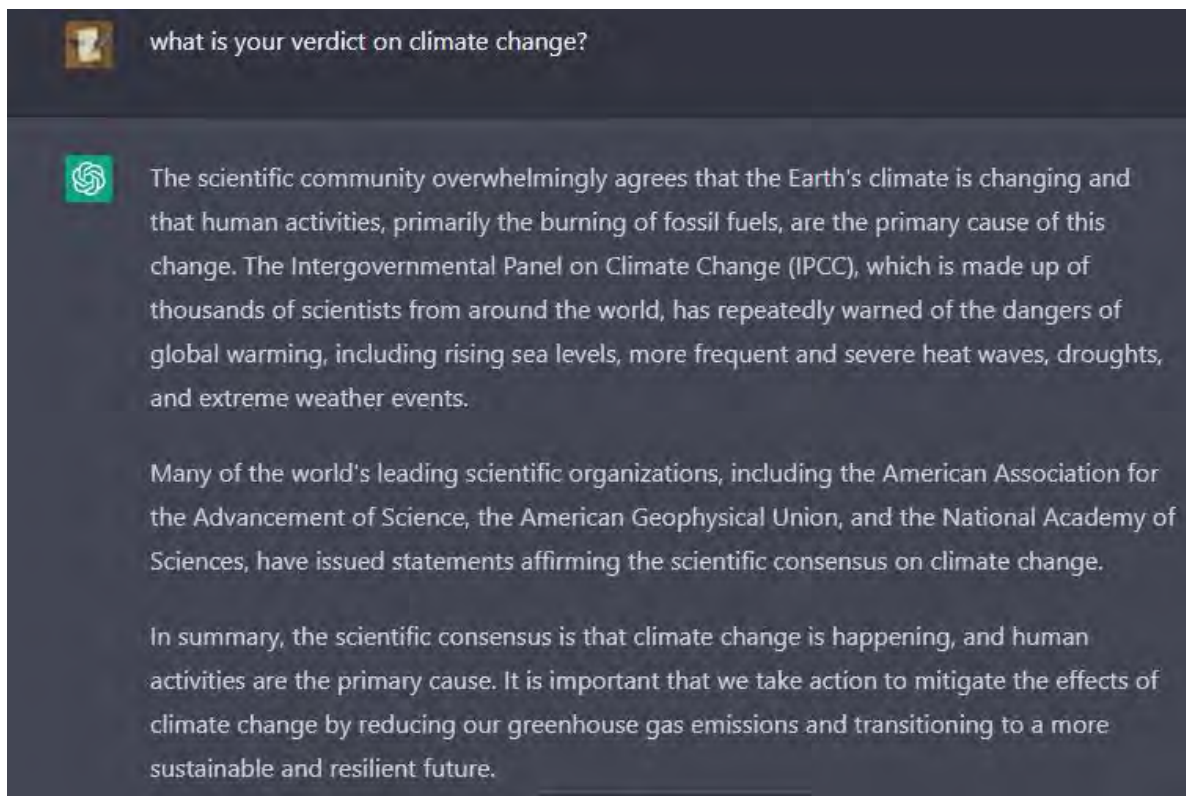 what is your verdict on climate change?
The scientific community overwhelmingly agrees that the Earth's climate is changing and
that human activities, primarily the burning of fossil fuels, are the primary cause of this
change. The Intergovernmental Panel on Climate Change (IPCC), which is made up of
thousands of scientists from around the world, has repeatedly warned of the dangers of
global warming, including rising sea levels, more frequent and severe heat waves, droughts,
and extreme weather events.
Many of the world's leading scientific organizations, including the American Association for
the Advancement of Science, the American Geophysical Union, and the National Academy of
Sciences, have issued statements affirming the scientific consensus on climate change.
In summary, the scientific consensus is that climate change is happening, and human
activities are the primary cause. It is important that we take action to mitigate the effects of
climate change by reducing our greenhouse gas emissions and transitioning to a more
sustainable and resilient future.